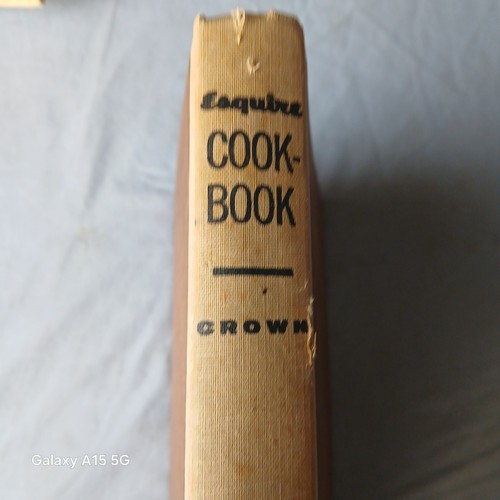 Esquire
COOK-
BOOK
CROWN
Galaxy A15 5G